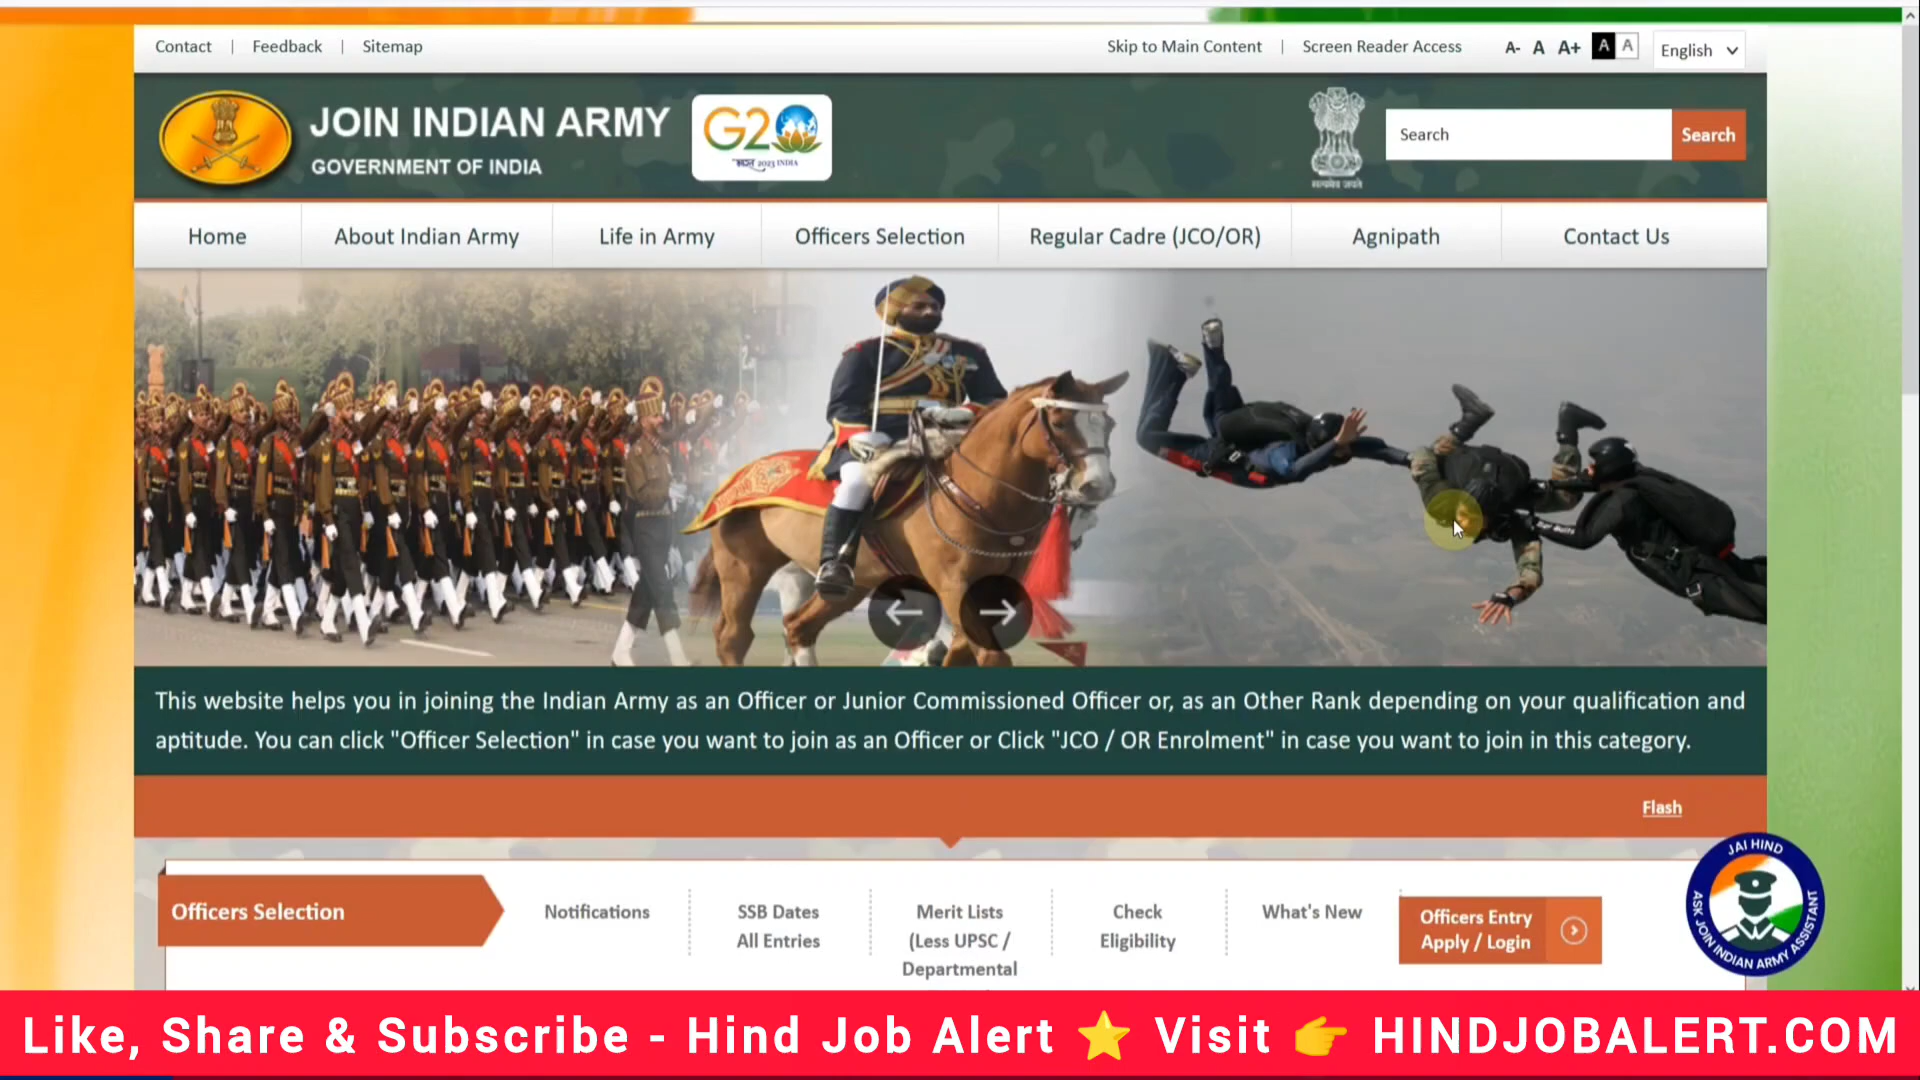 Contact | Feedback | Sitemap
Skip to Main Content | Screen Reader Access A- A A+ A A English
JOIN INDIAN ARMY
GOVERNMENT OF INDIA
G20
2023 INDIA
सत्यमेव जयते
Search Search
Home About Indian Army Life in Army Officers Selection Regular Cadre (JCO/OR) Agnipath Contact Us
This website helps you in joining the Indian Army as an Officer or Junior Commissioned Officer or, as an Other Rank depending on your qualification and
aptitude. You can click "Officer Selection" in case you want to join as an Officer or Click "JCO / OR Enrolment" in case you want to join in this category.
Flash
Officers Selection
Notifications
SSB Dates
All Entries
Merit Lists
(Less UPSC /
Departmental
Check
Eligibility
What's New
Officers Entry
Apply / Login
JAI HIND
ASK JOIN INDIAN ARMY ASSISTANT
Like, Share & Subscribe - Hind Job Alert ⭐ Visit 👉 HINDJOBALERT.COM